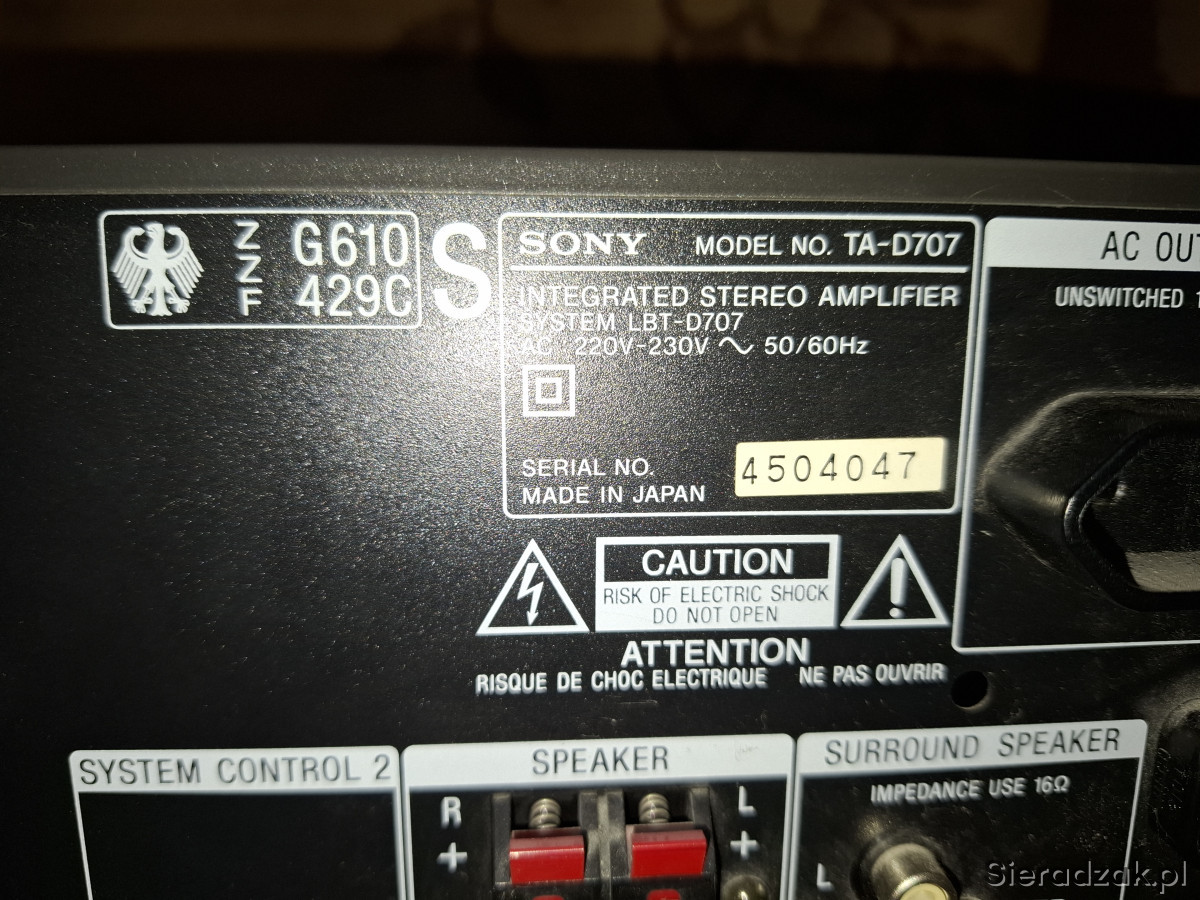 Z
Z
F
G610
429C
S
SONY MODEL NO. TA-D707
INTEGRATED STEREO AMPLIFIER
SYSTEM LBT-D707
AC 220V-230V ~ 50/60Hz
SERIAL NO. 4504047
MADE IN JAPAN
AC OUT
UNSWITCHED 1
CAUTION
RISK OF ELECTRIC SHOCK
DO NOT OPEN
ATTENTION
RISQUE DE CHOC ELECTRIQUE NE PAS OUVRIR
SYSTEM CONTROL 2
SPEAKER
R
+
L
+
SURROUND SPEAKER
IMPEDANCE USE 16Ω
L
Sieradzak.pl